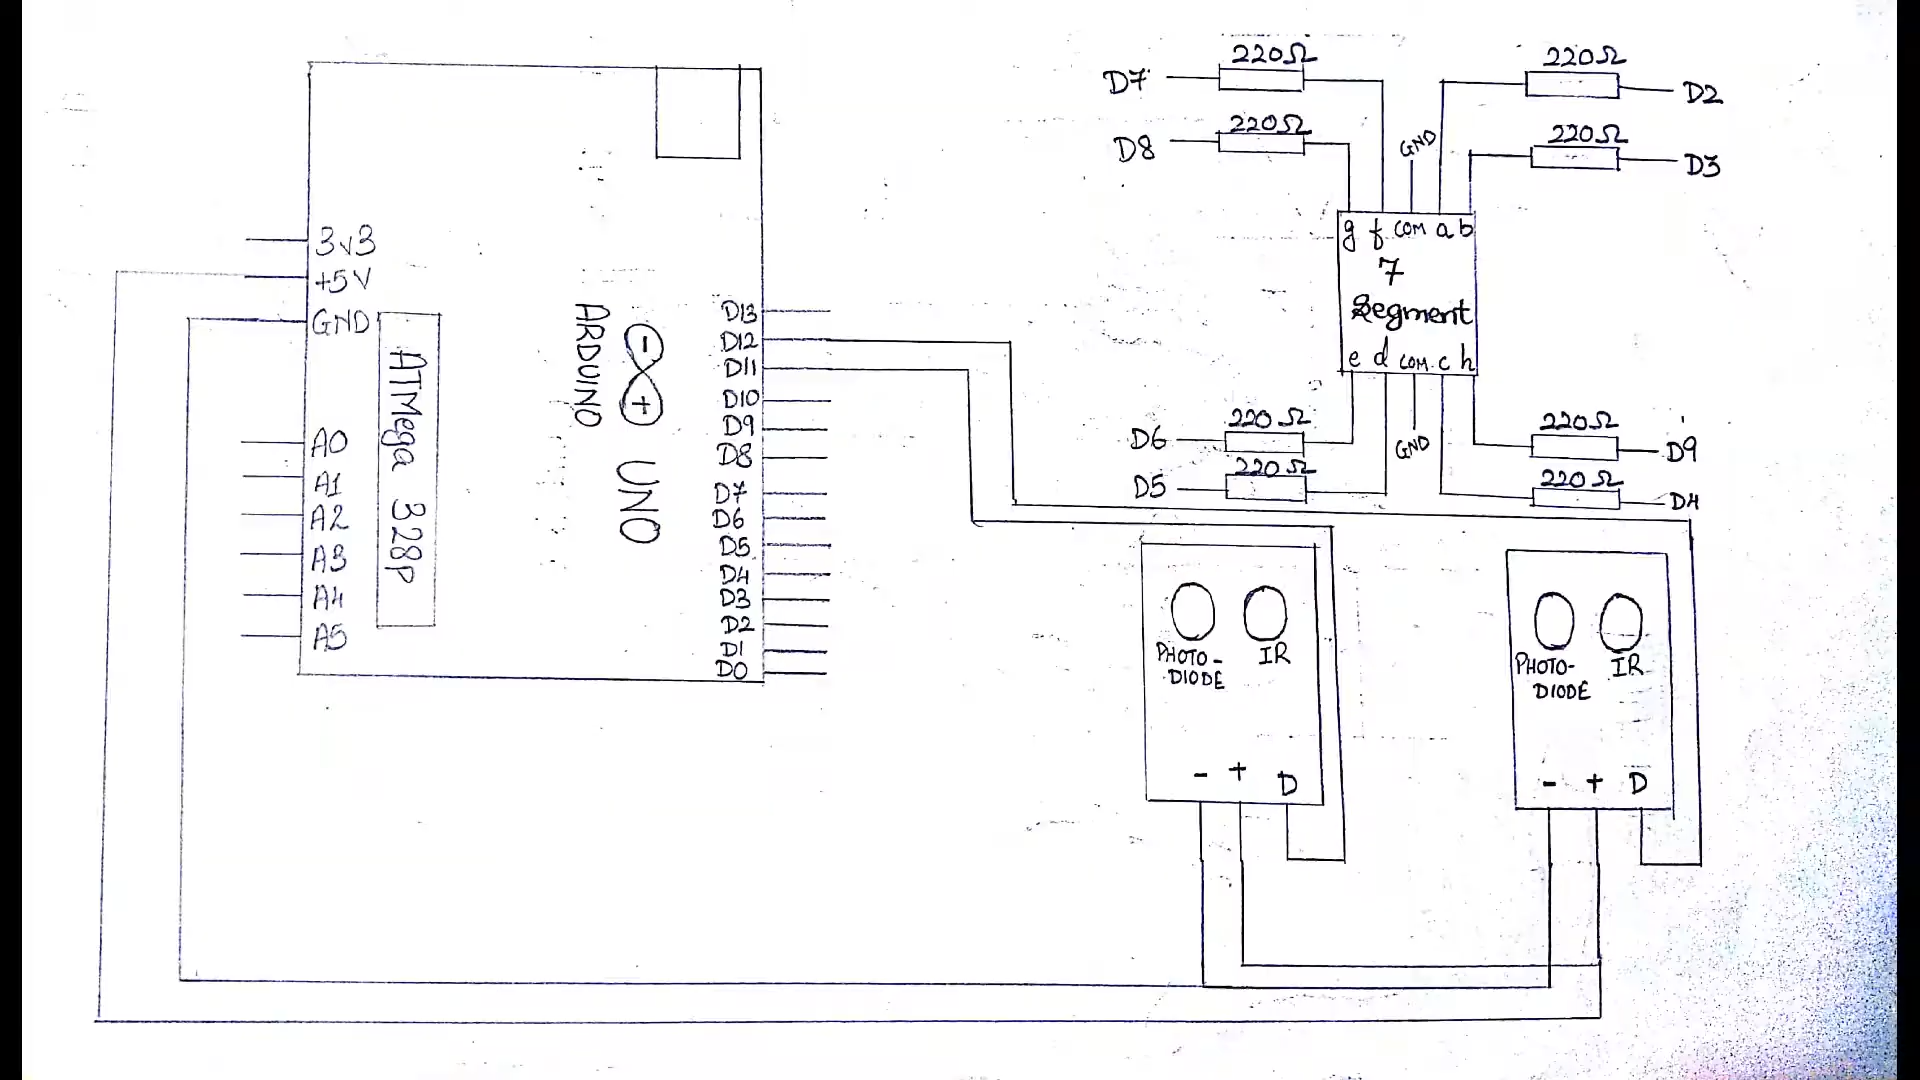 3v3
+5V
GND
A0
A1
A2
A3
A4
A5
ATMega 328p
ARDUINO
- +
UNO
D13
D12
D11
D10
D9
D8
D7
D6
D5
D4
D3
D2
D1
D0
D7
220Ω
D8
220Ω
GND
220Ω
D2
220Ω
D3
g f COM a b
7
Segment
e d COM. c h
D6
220Ω
D5
220Ω
GND
220Ω
D9
220Ω
D4
PHOTO-
DIODE
IR
- + D
PHOTO-
DIODE
IR
- + D